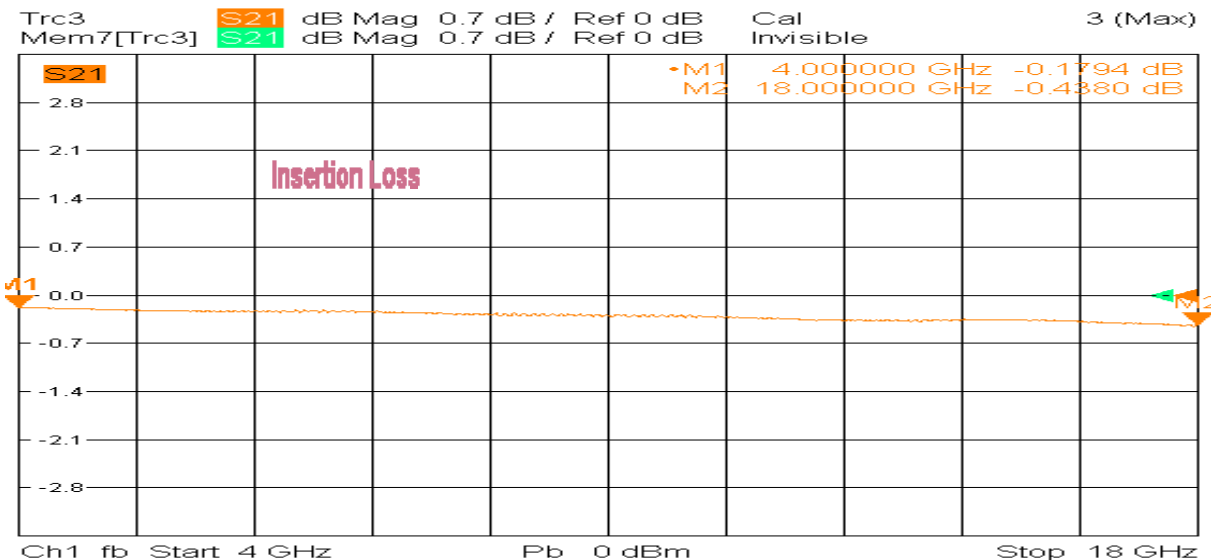 Trc3 S21 dB Mag 0.7 dB / Ref 0 dB Cal 3 (Max)
Mem7[Trc3] S21 dB Mag 0.7 dB / Ref 0 dB Invisible
S21
•M1 4.000000 GHz -0.1794 dB
M2 18.000000 GHz -0.4380 dB
2.8
2.1
Insertion Loss
1.4
0.7
M1
0.0
M2
-0.7
-1.4
-2.1
-2.8
Ch1 fb Start 4 GHz Pb 0 dBm Stop 18 GHz